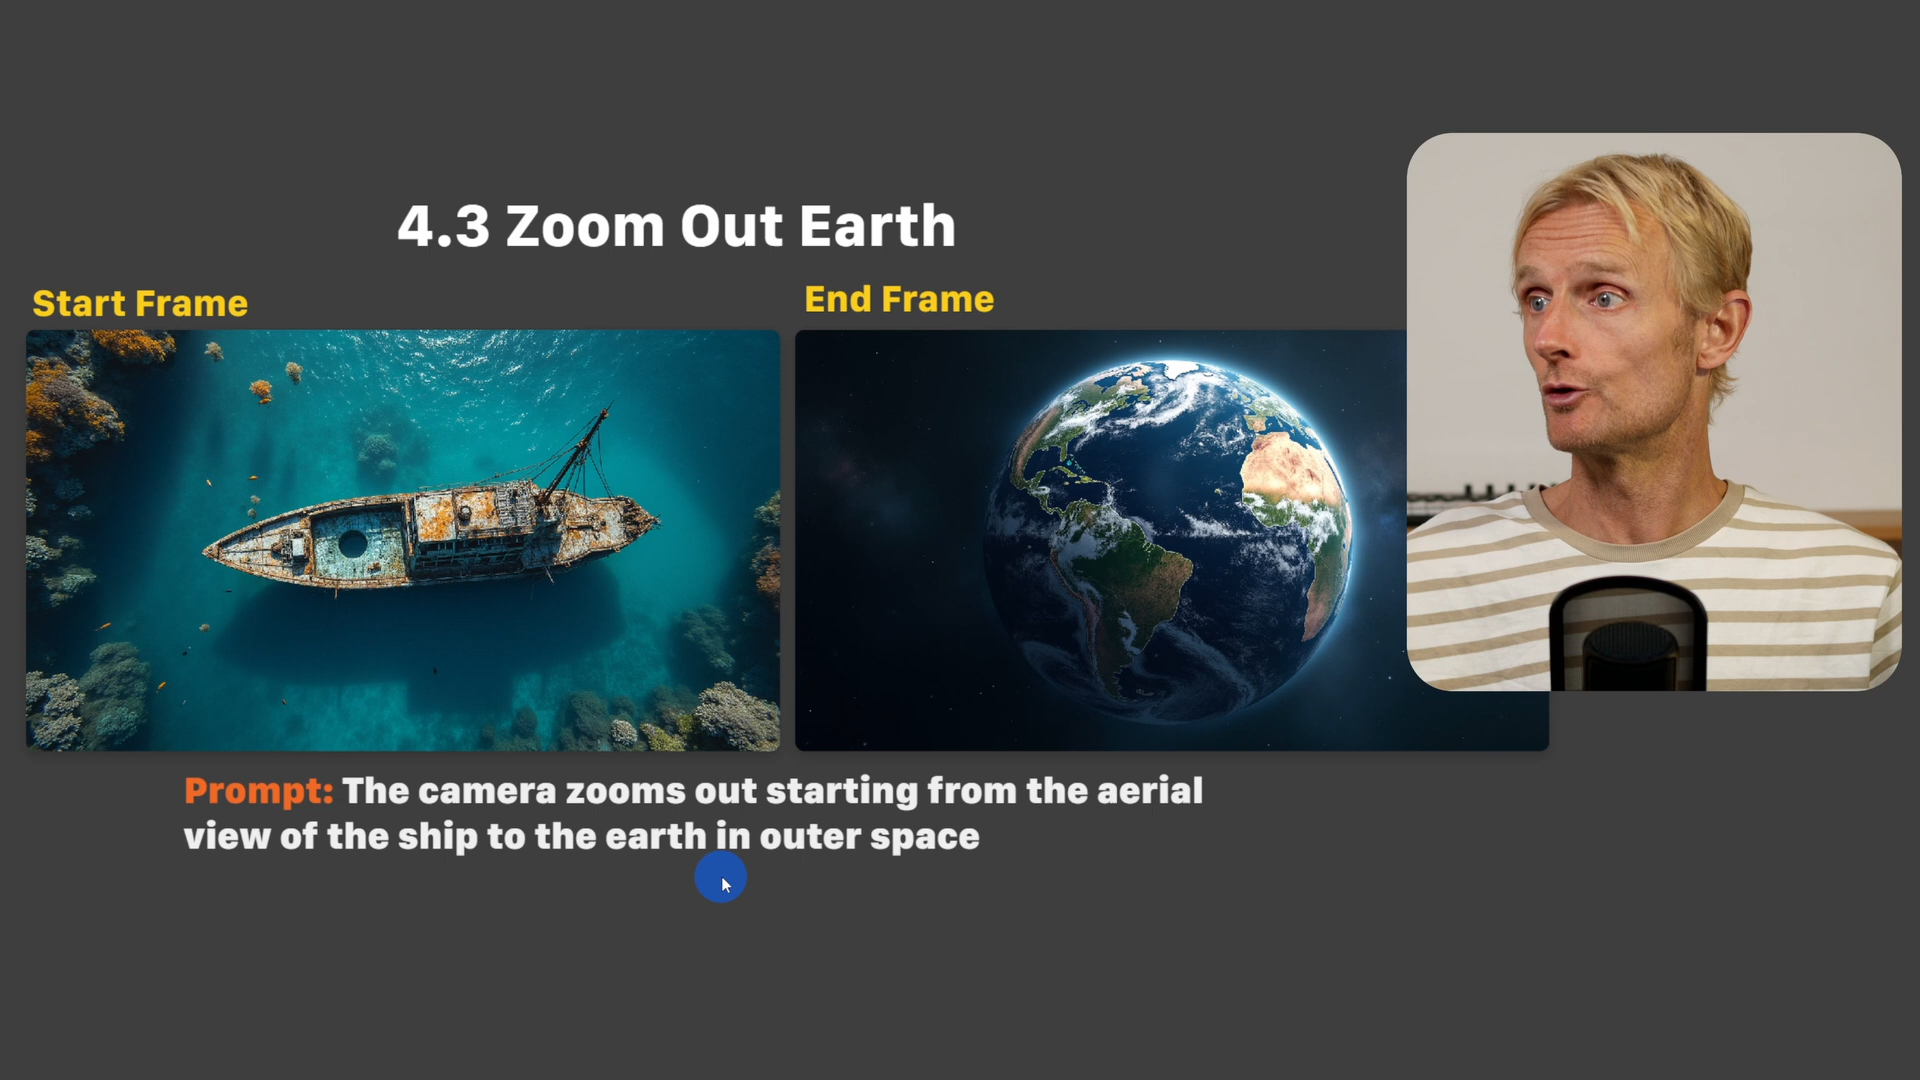 4.3 Zoom Out Earth
Start Frame
End Frame
Prompt: The camera zooms out starting from the aerial
view of the ship to the earth in outer space